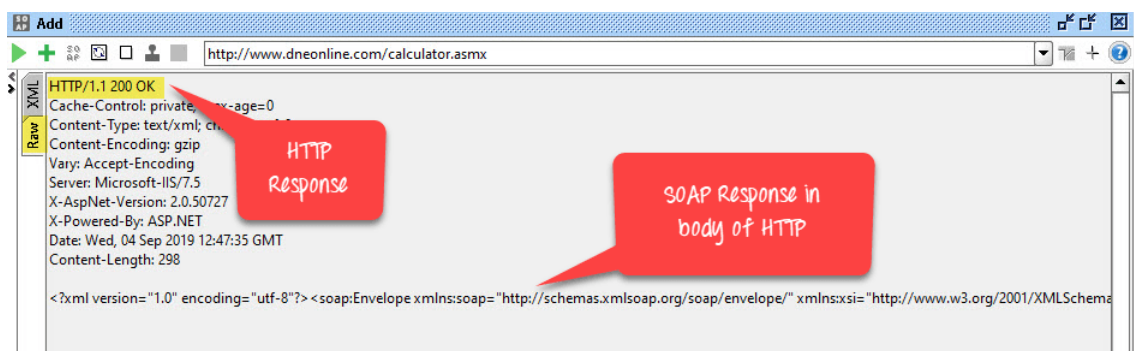 SOAP Add
http://www.dneonline.com/calculator.asmx
XML
Raw
HTTP/1.1 200 OK
Cache-Control: private, max-age=0
Content-Type: text/xml;
Content-Encoding: gzip
Vary: Accept-Encoding
Server: Microsoft-IIS/7.5
X-AspNet-Version: 2.0.50727
X-Powered-By: ASP.NET
Date: Wed, 04 Sep 2019 12:47:35 GMT
Content-Length: 298
HTTP
Response
SOAP Response in
body of HTTP
<?xml version="1.0" encoding="utf-8"?><soap:Envelope xmlns:soap="http://schemas.xmlsoap.org/soap/envelope/" xmlns:xsi="http://www.w3.org/2001/XMLSchema